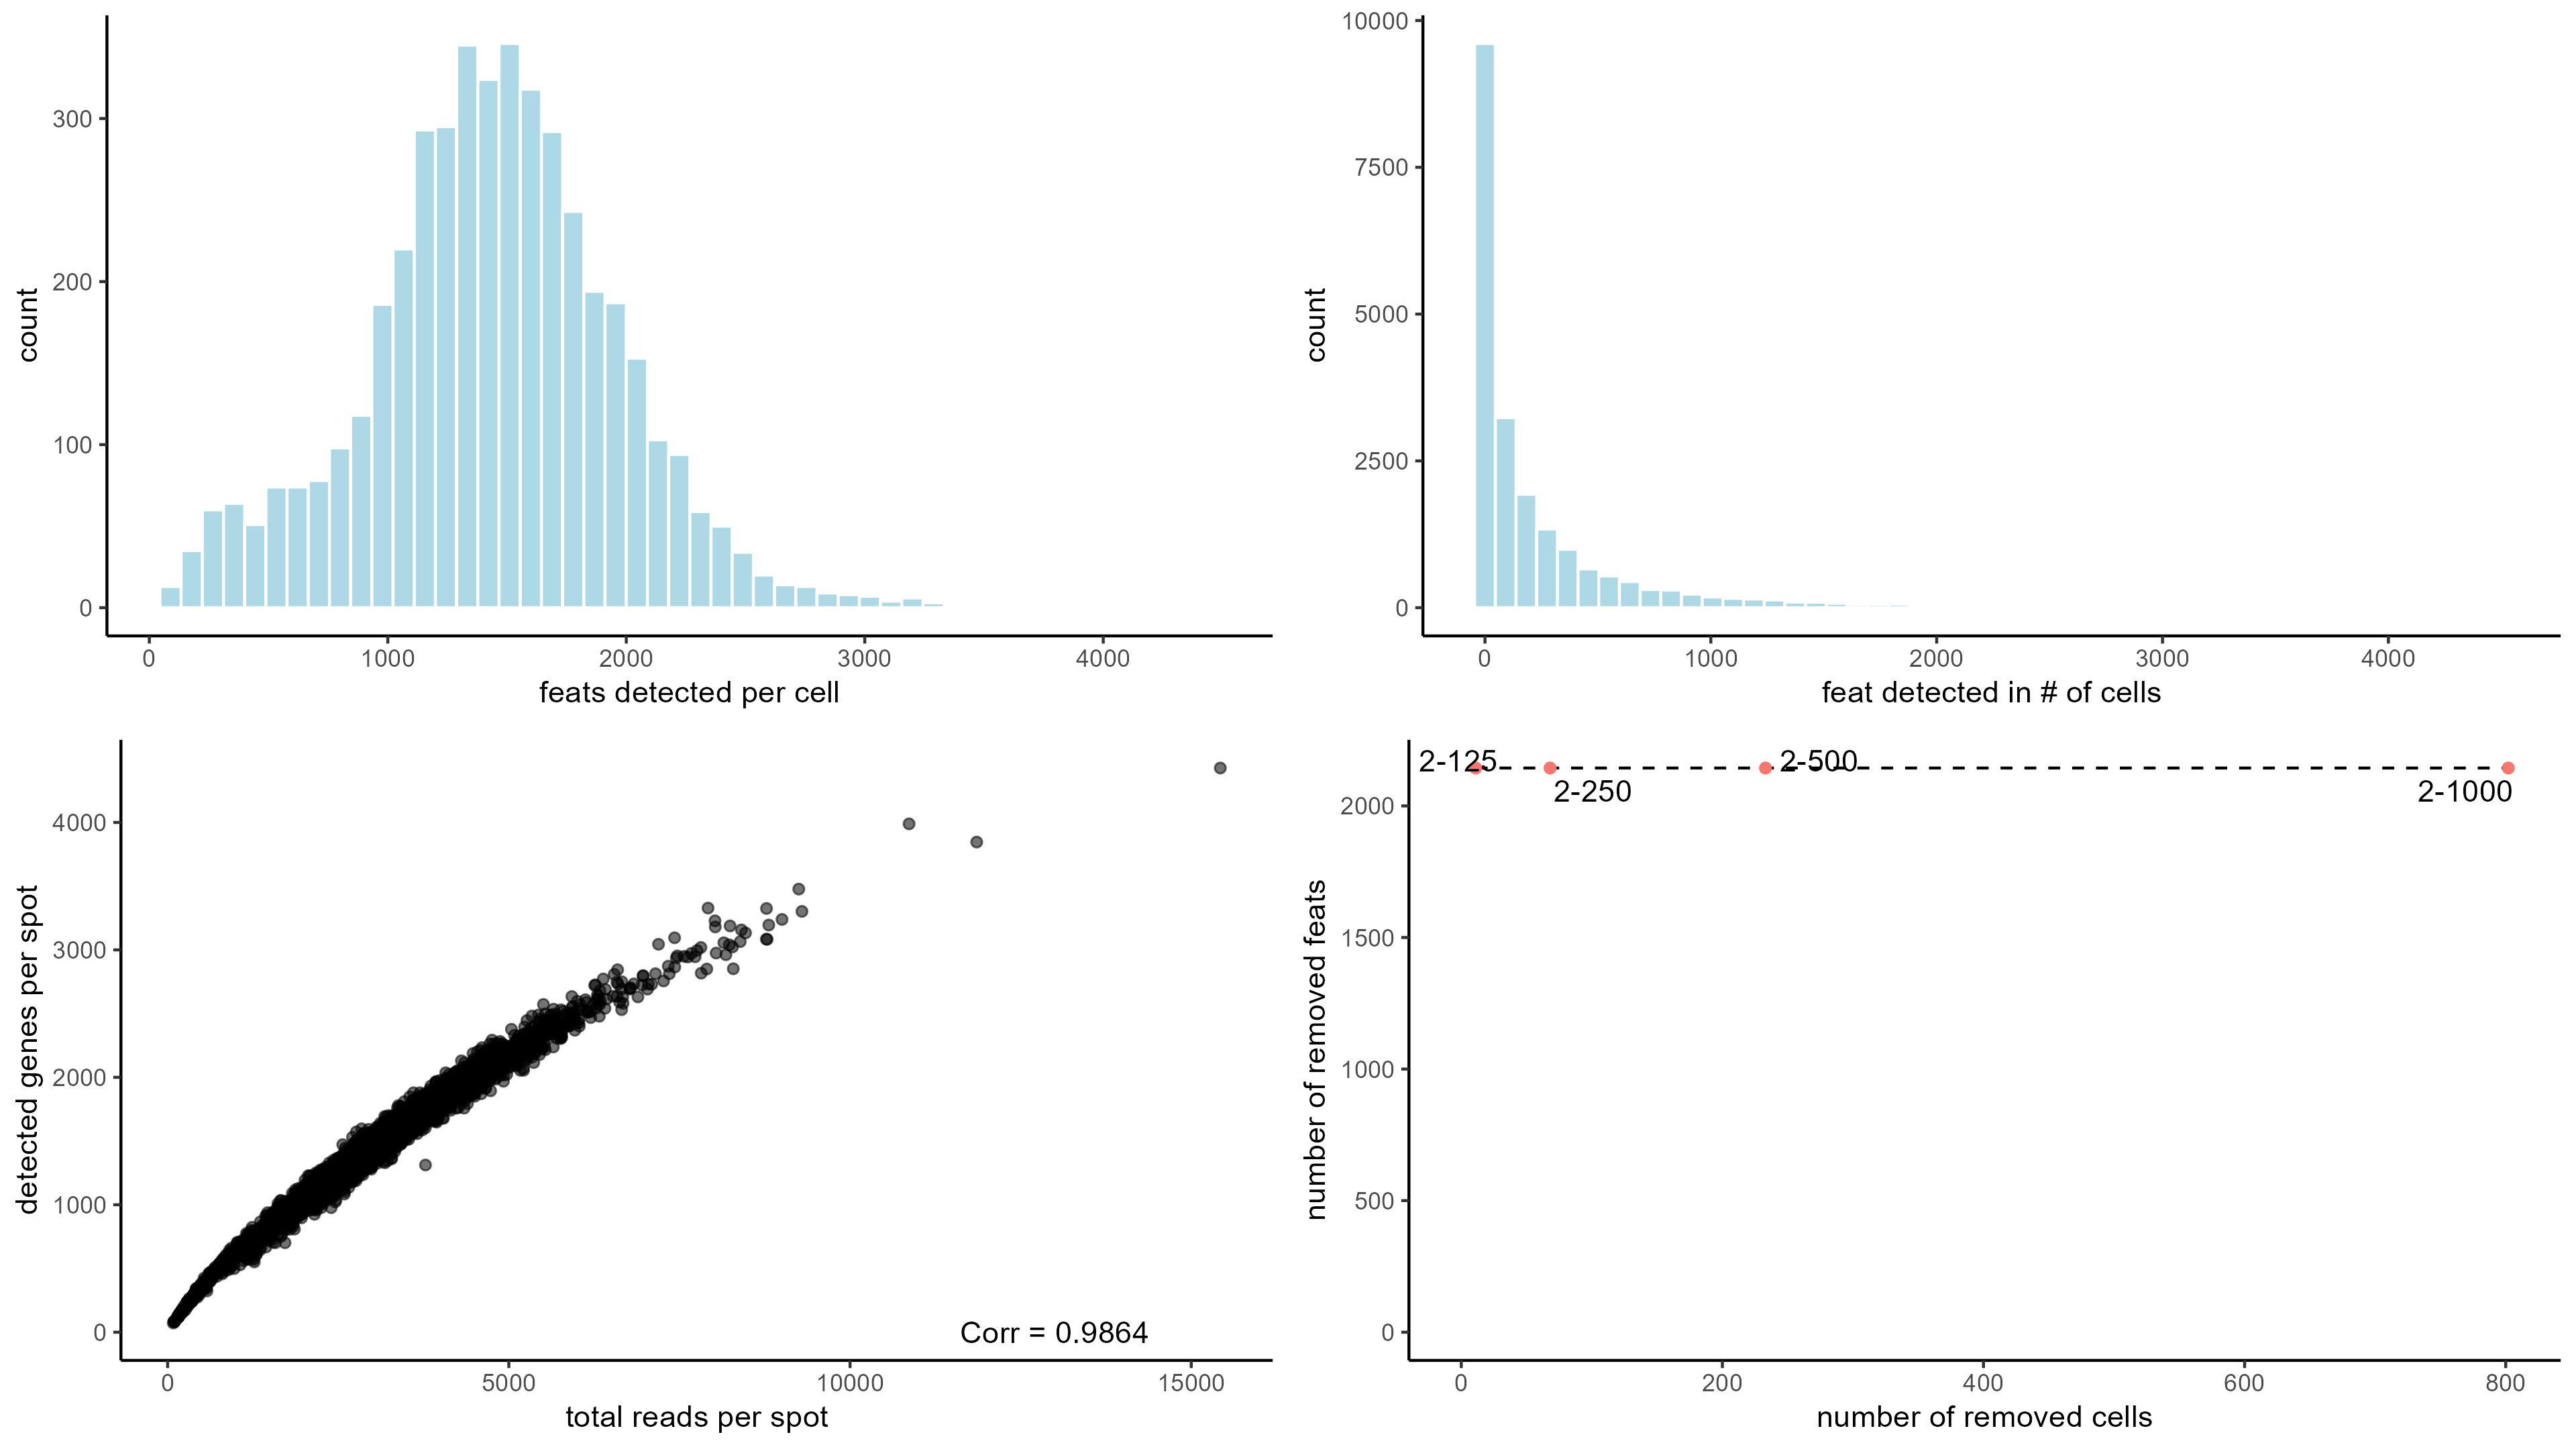 300
200
100
0
count
0 1000 2000 3000 4000
feats detected per cell
10000
7500
5000
2500
0
count
0 1000 2000 3000 4000
feat detected in # of cells
4000
3000
2000
1000
0
detected genes per spot
Corr = 0.9864
0 5000 10000 15000
total reads per spot
2-125 2-500
2-250 2-1000
2000
1500
1000
500
0
number of removed feats
0 200 400 600 800
number of removed cells